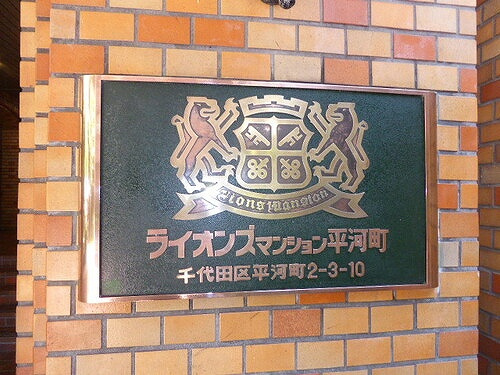 Lions Mansion
ライオンズマンション平河町
千代田区平河町2-3-10